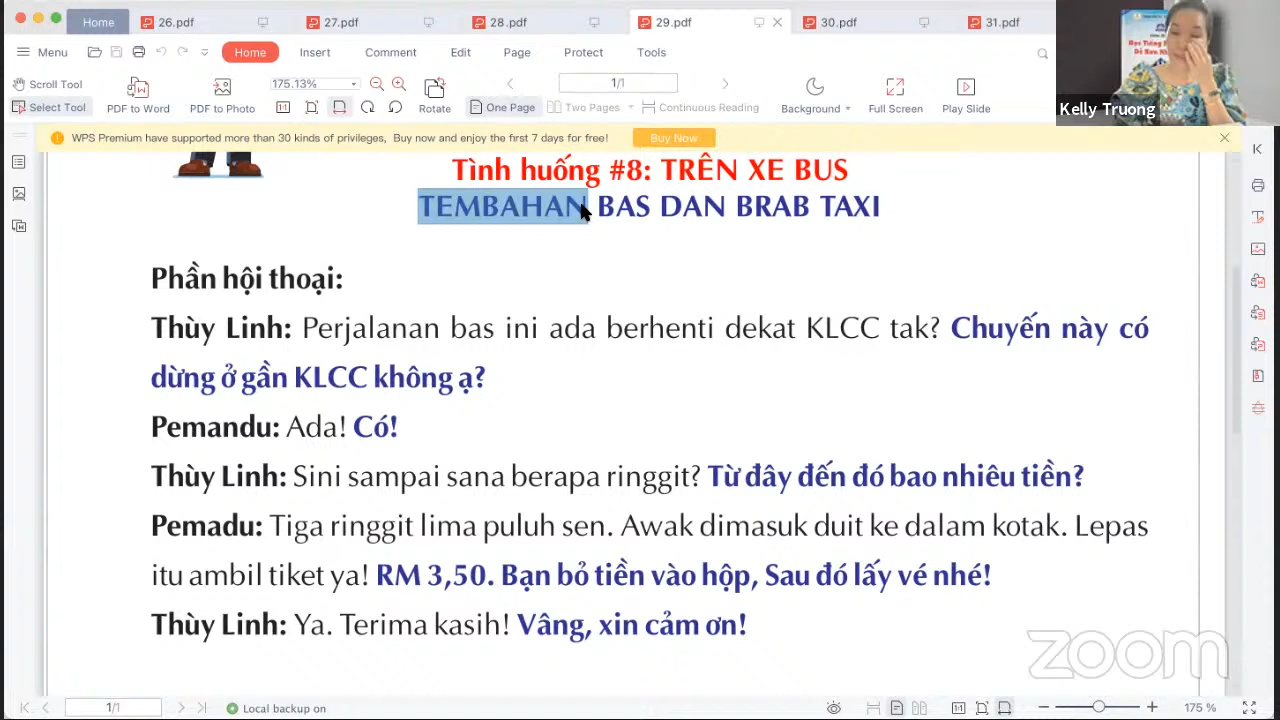 Home 26.pdf 27.pdf 28.pdf 29.pdf 30.pdf 31.pdf
Menu Home Insert Comment Edit Page Protect Tools
Scroll Tool 175.13% 1/1
Select Tool PDF to Word PDF to Photo Rotate One Page Two Pages Continuous Reading Background Full Screen Play Slide
Kelly Truong
WPS Premium have supported more than 30 kinds of privileges, Buy now and enjoy the first 7 days for free! Buy Now
Tình huống #8: TRÊN XE BUS
TEMBAHAN BAS DAN BRAB TAXI
Phần hội thoại:
Thùy Linh: Perjalanan bas ini ada berhenti dekat KLCC tak? Chuyến này có
dừng ở gần KLCC không ạ?
Pemandu: Ada! Có!
Thùy Linh: Sini sampai sana berapa ringgit? Từ đây đến đó bao nhiêu tiền?
Pemadu: Tiga ringgit lima puluh sen. Awak dimasuk duit ke dalam kotak. Lepas
itu ambil tiket ya! RM 3,50. Bạn bỏ tiền vào hộp, Sau đó lấy vé nhé!
Thùy Linh: Ya. Terima kasih! Vâng, xin cảm ơn!
zoom
1/1 Local backup on 175 %